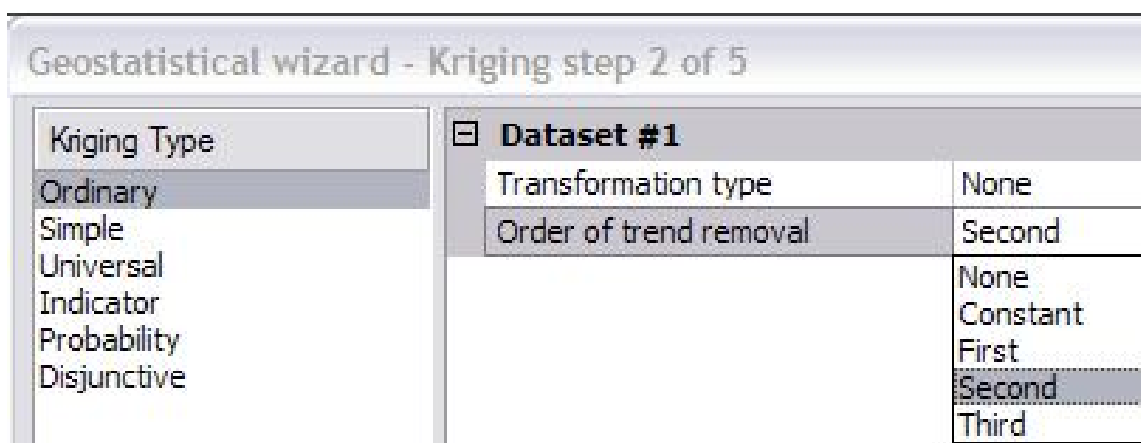 Geostatistical wizard - Kriging step 2 of 5
Kriging Type
Ordinary
Simple
Universal
Indicator
Probability
Disjunctive
Dataset #1
Transformation type None
Order of trend removal Second
None
Constant
First
Second
Third